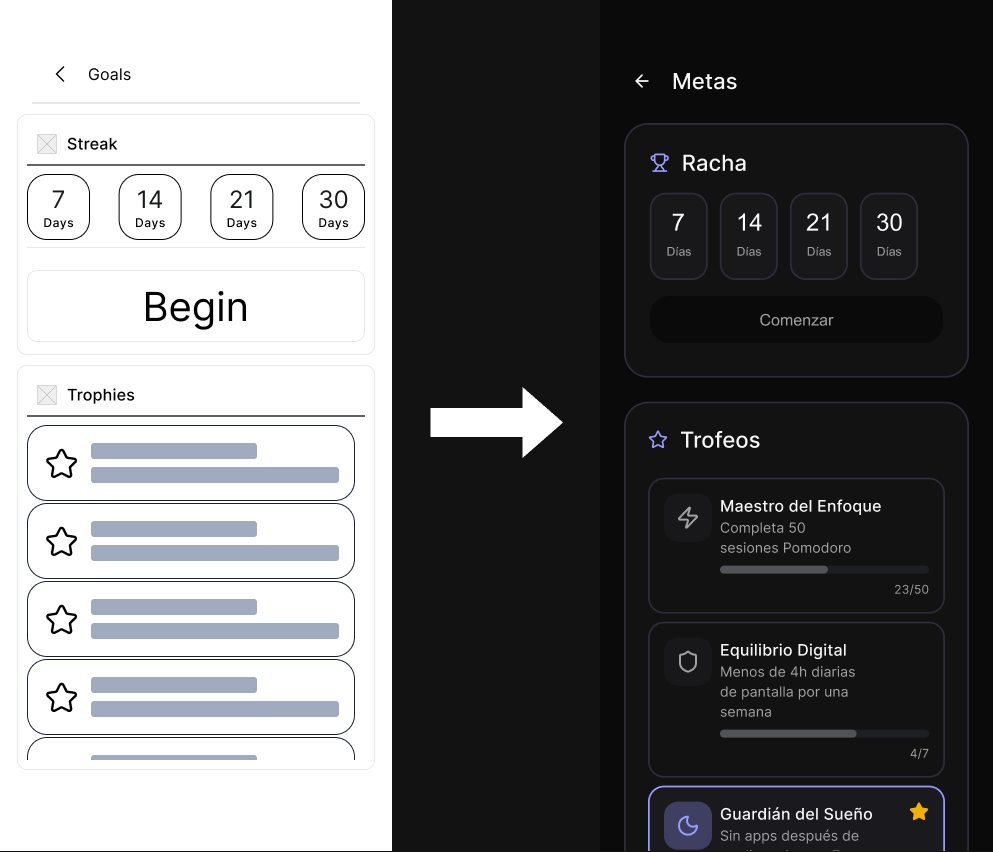 Goals
Streak
7 14 21 30
Days Days Days Days
Begin
Trophies
Metas
Racha
7 14 21 30
Días Días Días Días
Comenzar
Trofeos
Maestro del Enfoque
Completa 50
sesiones Pomodoro
23/50
Equilibrio Digital
Menos de 4h diarias
de pantalla por una
semana
4/7
Guardián del Sueño
Sin apps después de